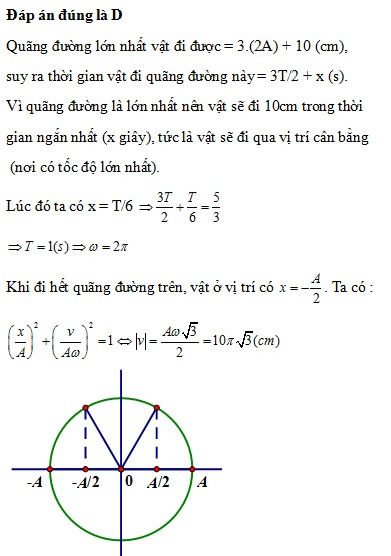 Đáp án đúng là D
Quãng đường lớn nhất vật đi được = 3.(2A) + 10 (cm),
suy ra thời gian vật đi quãng đường này = 3T/2 + x (s).
Vì quãng đường là lớn nhất nên vật sẽ đi 10cm trong thời
gian ngắn nhất (x giây), tức là vật sẽ đi qua vị trí cân bằng
(nơi có tốc độ lớn nhất).
Lúc đó ta có x = T/6 ⇒ 3T/2 + T/6 = 5/3
⇒ T = 1(s) ⇒ ω = 2π
Khi đi hết quãng đường trên, vật ở vị trí có x = -A/2. Ta có :
(x/A)² + (v/Aω)² = 1 ⇔ |v| = Aω√3/2 = 10π√3(cm)
-A -A/2 0 A/2 A